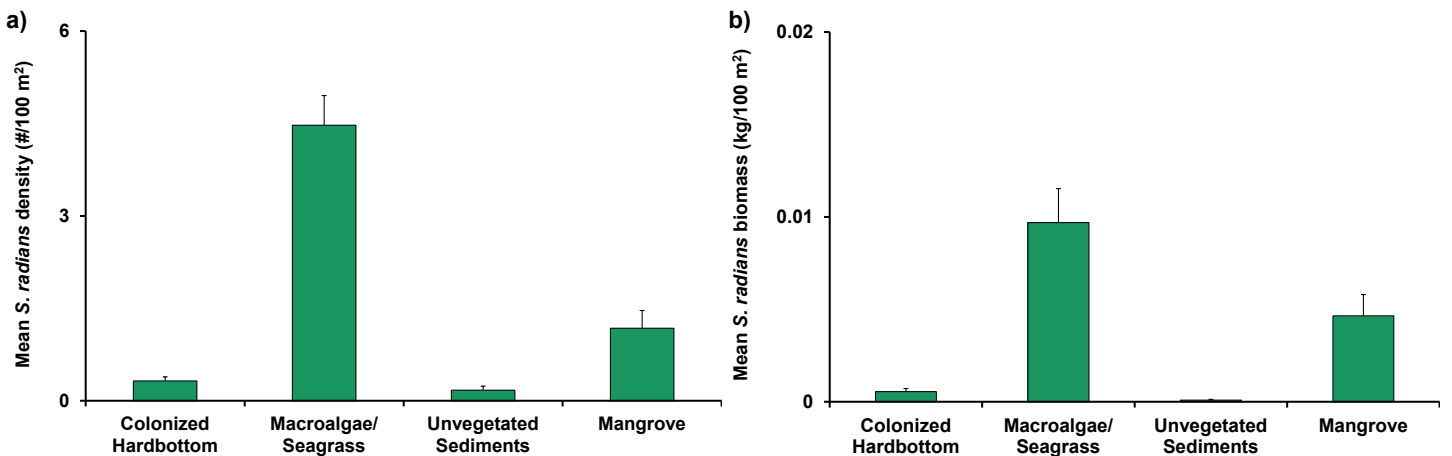 a)
Mean S. radians density (#/100 m²)
6
3
0
Colonized
Hardbottom
Macroalgae/
Seagrass
Unvegetated
Sediments
Mangrove
b)
Mean S. radians biomass (kg/100 m²)
0.02
0.01
0
Colonized
Hardbottom
Macroalgae/
Seagrass
Unvegetated
Sediments
Mangrove